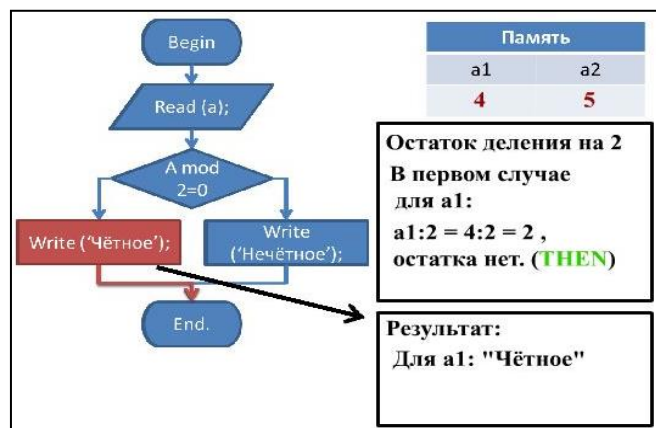 Begin
Read (a);
A mod
2=0
Write ('Чётное');
Write
('Нечётное');
End.
Память
a1 a2
4 5
Остаток деления на 2
В первом случае
для a1:
a1:2 = 4:2 = 2 ,
остатка нет. (THEN)
Результат:
Для a1: "Чётное"